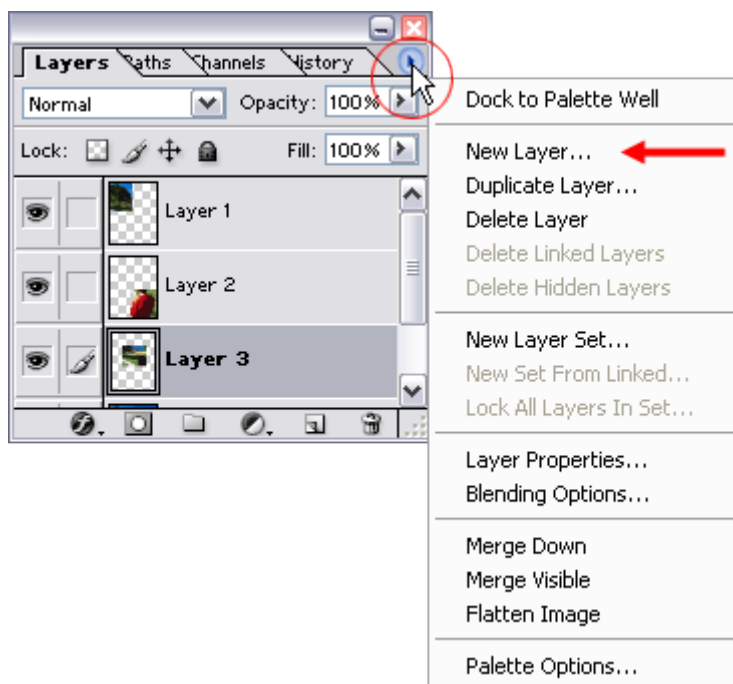 Layers Paths Channels History
Normal Opacity: 100%
Lock: Fill: 100%
Layer 1
Layer 2
Layer 3
Dock to Palette Well
New Layer...
Duplicate Layer...
Delete Layer
Delete Linked Layers
Delete Hidden Layers
New Layer Set...
New Set From Linked...
Lock All Layers In Set...
Layer Properties...
Blending Options...
Merge Down
Merge Visible
Flatten Image
Palette Options...